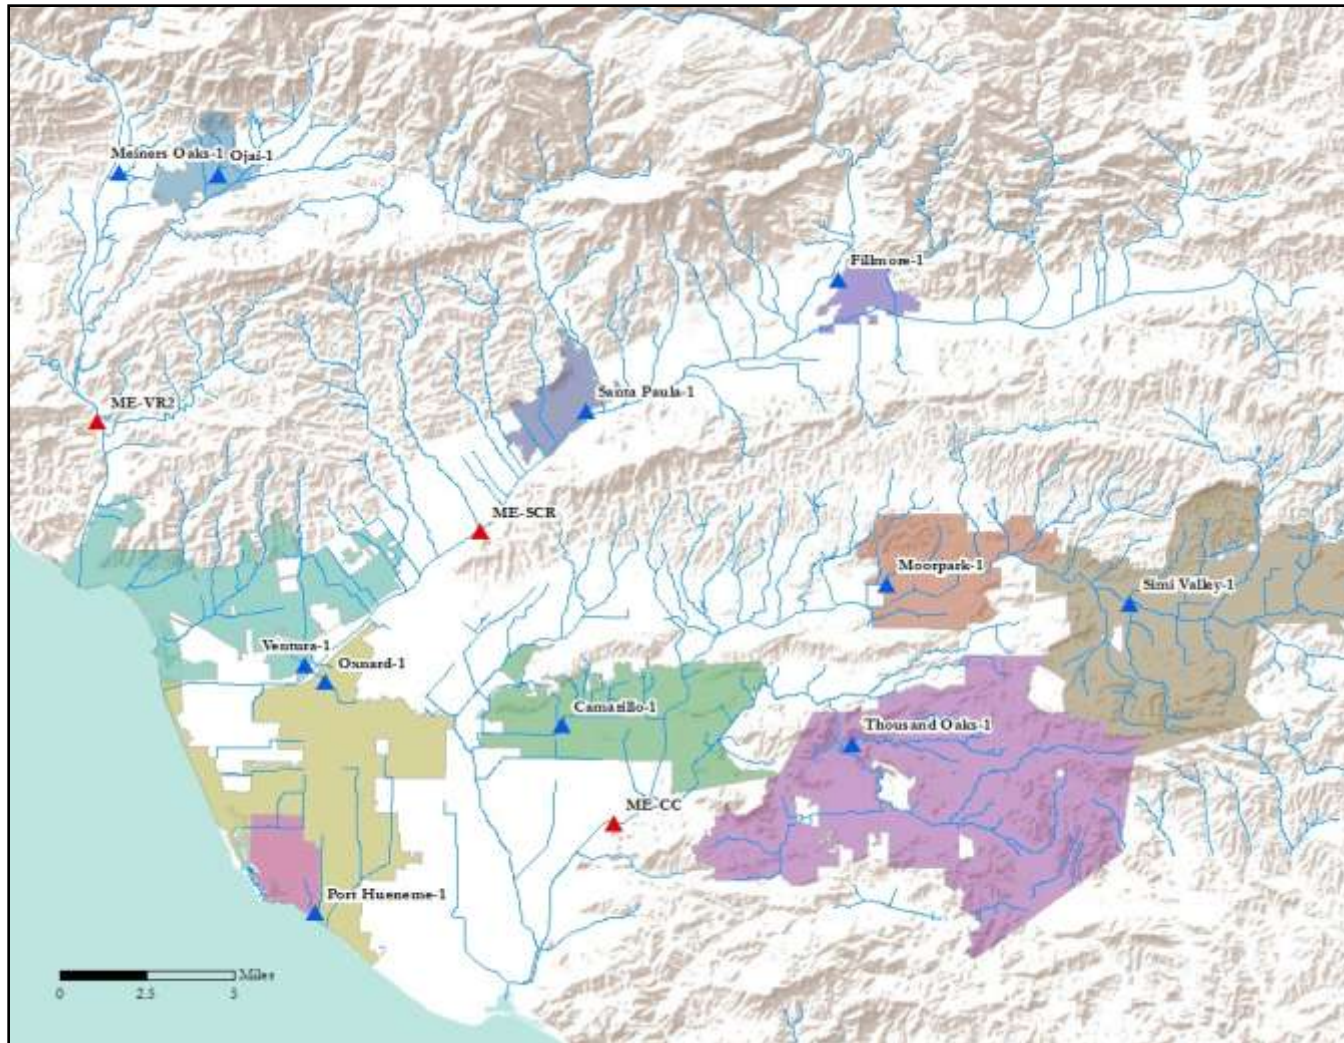 Meiners Oaks-1
Ojai-1
Fillmore-1
Santa Paula-1
ME-VR2
ME-SCR
Moorpark-1
Simi Valley-1
Ventura-1
Oxnard-1
Camarillo-1
Thousand Oaks-1
ME-CC
Port Hueneme-1
Miles
0 2.5 5